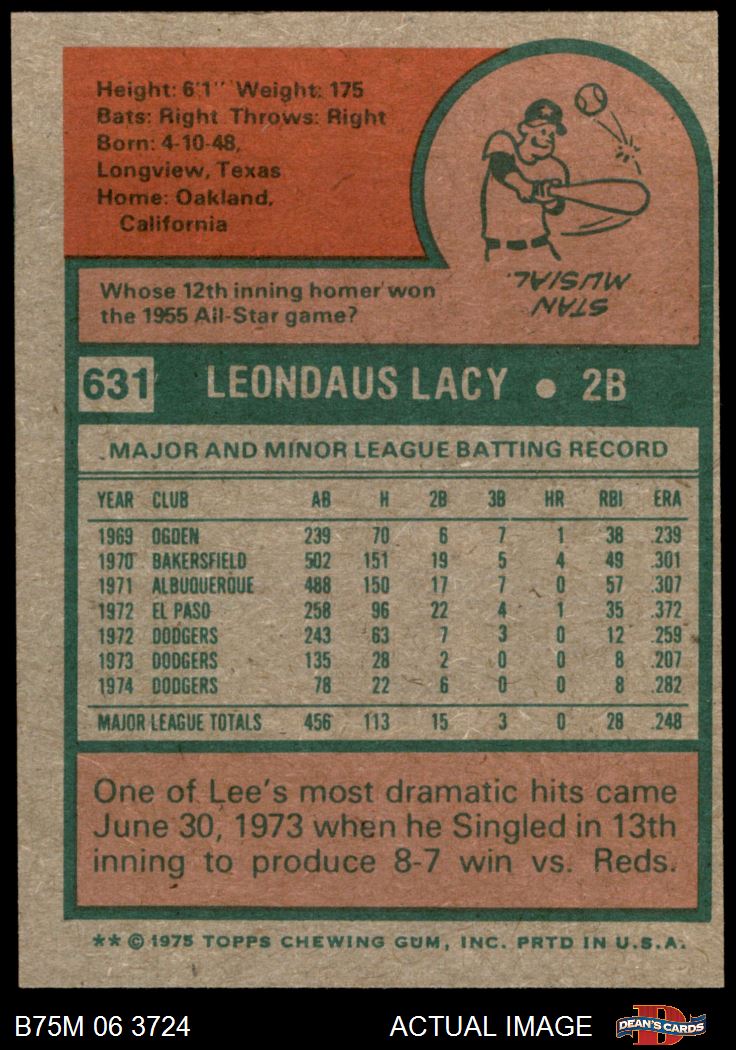 Height: 6'1" Weight: 175
Bats: Right Throws: Right
Born: 4-10-48,
Longview, Texas
Home: Oakland,
California
STAN
MUSIAL.
Whose 12th inning homer won
the 1955 All-Star game?
631 LEONDAUS LACY • 2B
MAJOR AND MINOR LEAGUE BATTING RECORD
YEAR CLUB AB H 2B 3B HR RBI ERA
1969 OGDEN 239 70 6 7 1 38 .239
1970 BAKERSFIELD 502 151 19 5 4 49 .301
1971 ALBUQUERQUE 488 150 17 7 0 57 .307
1972 EL PASO 258 96 22 4 1 35 .372
1972 DODGERS 243 63 7 3 0 12 .259
1973 DODGERS 135 28 2 0 0 8 .207
1974 DODGERS 78 22 6 0 0 8 .282
MAJOR LEAGUE TOTALS 456 113 15 3 0 28 .248
One of Lee's most dramatic hits came
June 30, 1973 when he Singled in 13th
inning to produce 8-7 win vs. Reds.
** © 1975 TOPPS CHEWING GUM, INC. PRTD IN U.S.A.
B75M 06 3724 ACTUAL IMAGE D DEAN'S CARDS